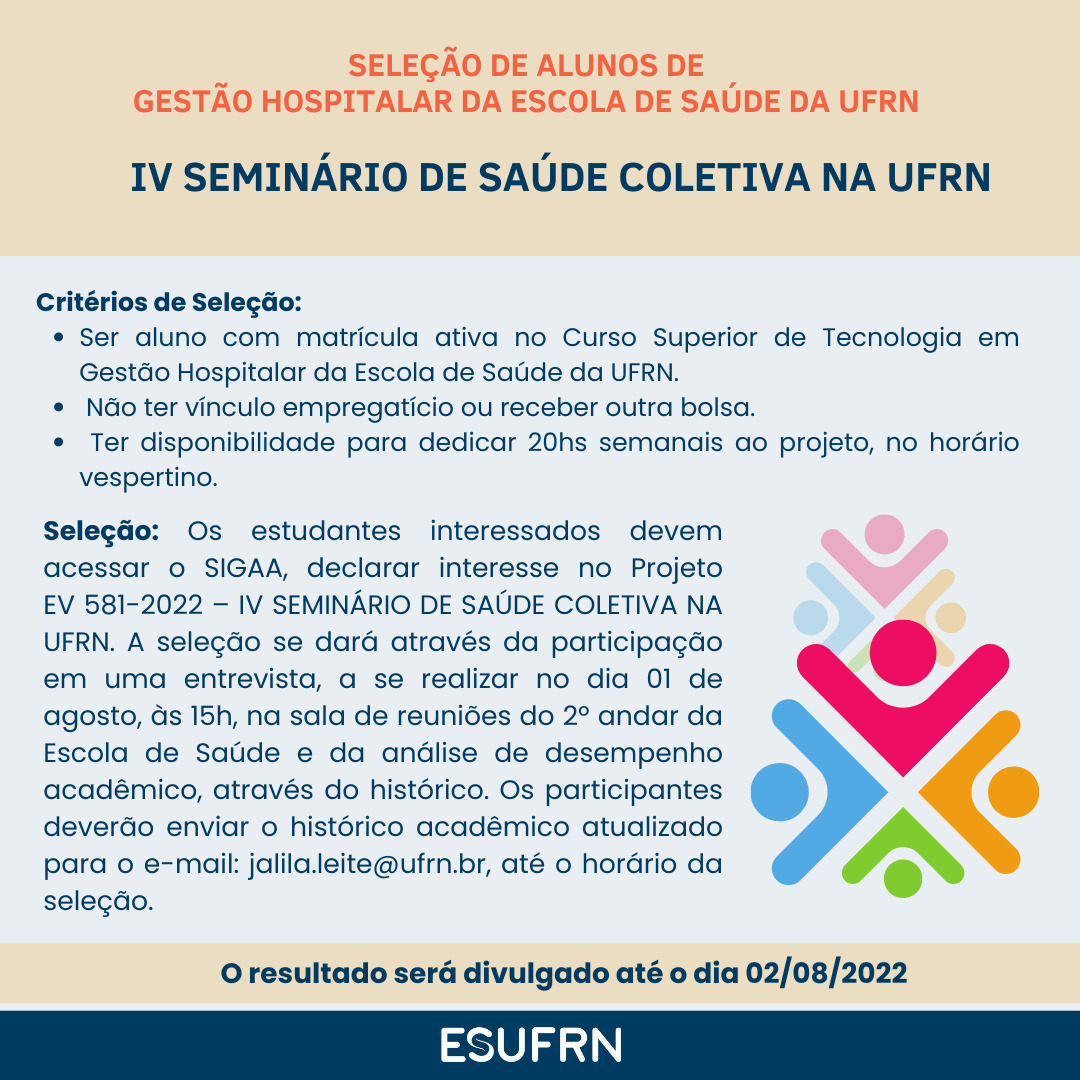 SELEÇÃO DE ALUNOS DE
GESTÃO HOSPITALAR DA ESCOLA DE SAÚDE DA UFRN
IV SEMINÁRIO DE SAÚDE COLETIVA NA UFRN
Critérios de Seleção:
• Ser aluno com matrícula ativa no Curso Superior de Tecnologia em
Gestão Hospitalar da Escola de Saúde da UFRN.
• Não ter vínculo empregatício ou receber outra bolsa.
• Ter disponibilidade para dedicar 20hs semanais ao projeto, no horário
vespertino.
Seleção: Os estudantes interessados devem
acessar o SIGAA, declarar interesse no Projeto
EV 581-2022 – IV SEMINÁRIO DE SAÚDE COLETIVA NA
UFRN. A seleção se dará através da participação
em uma entrevista, a se realizar no dia 01 de
agosto, às 15h, na sala de reuniões do 2º andar da
Escola de Saúde e da análise de desempenho
acadêmico, através do histórico. Os participantes
deverão enviar o histórico acadêmico atualizado
para o e-mail: jalila.leite@ufrn.br, até o horário da
seleção.
O resultado será divulgado até o dia 02/08/2022
ESUFRN